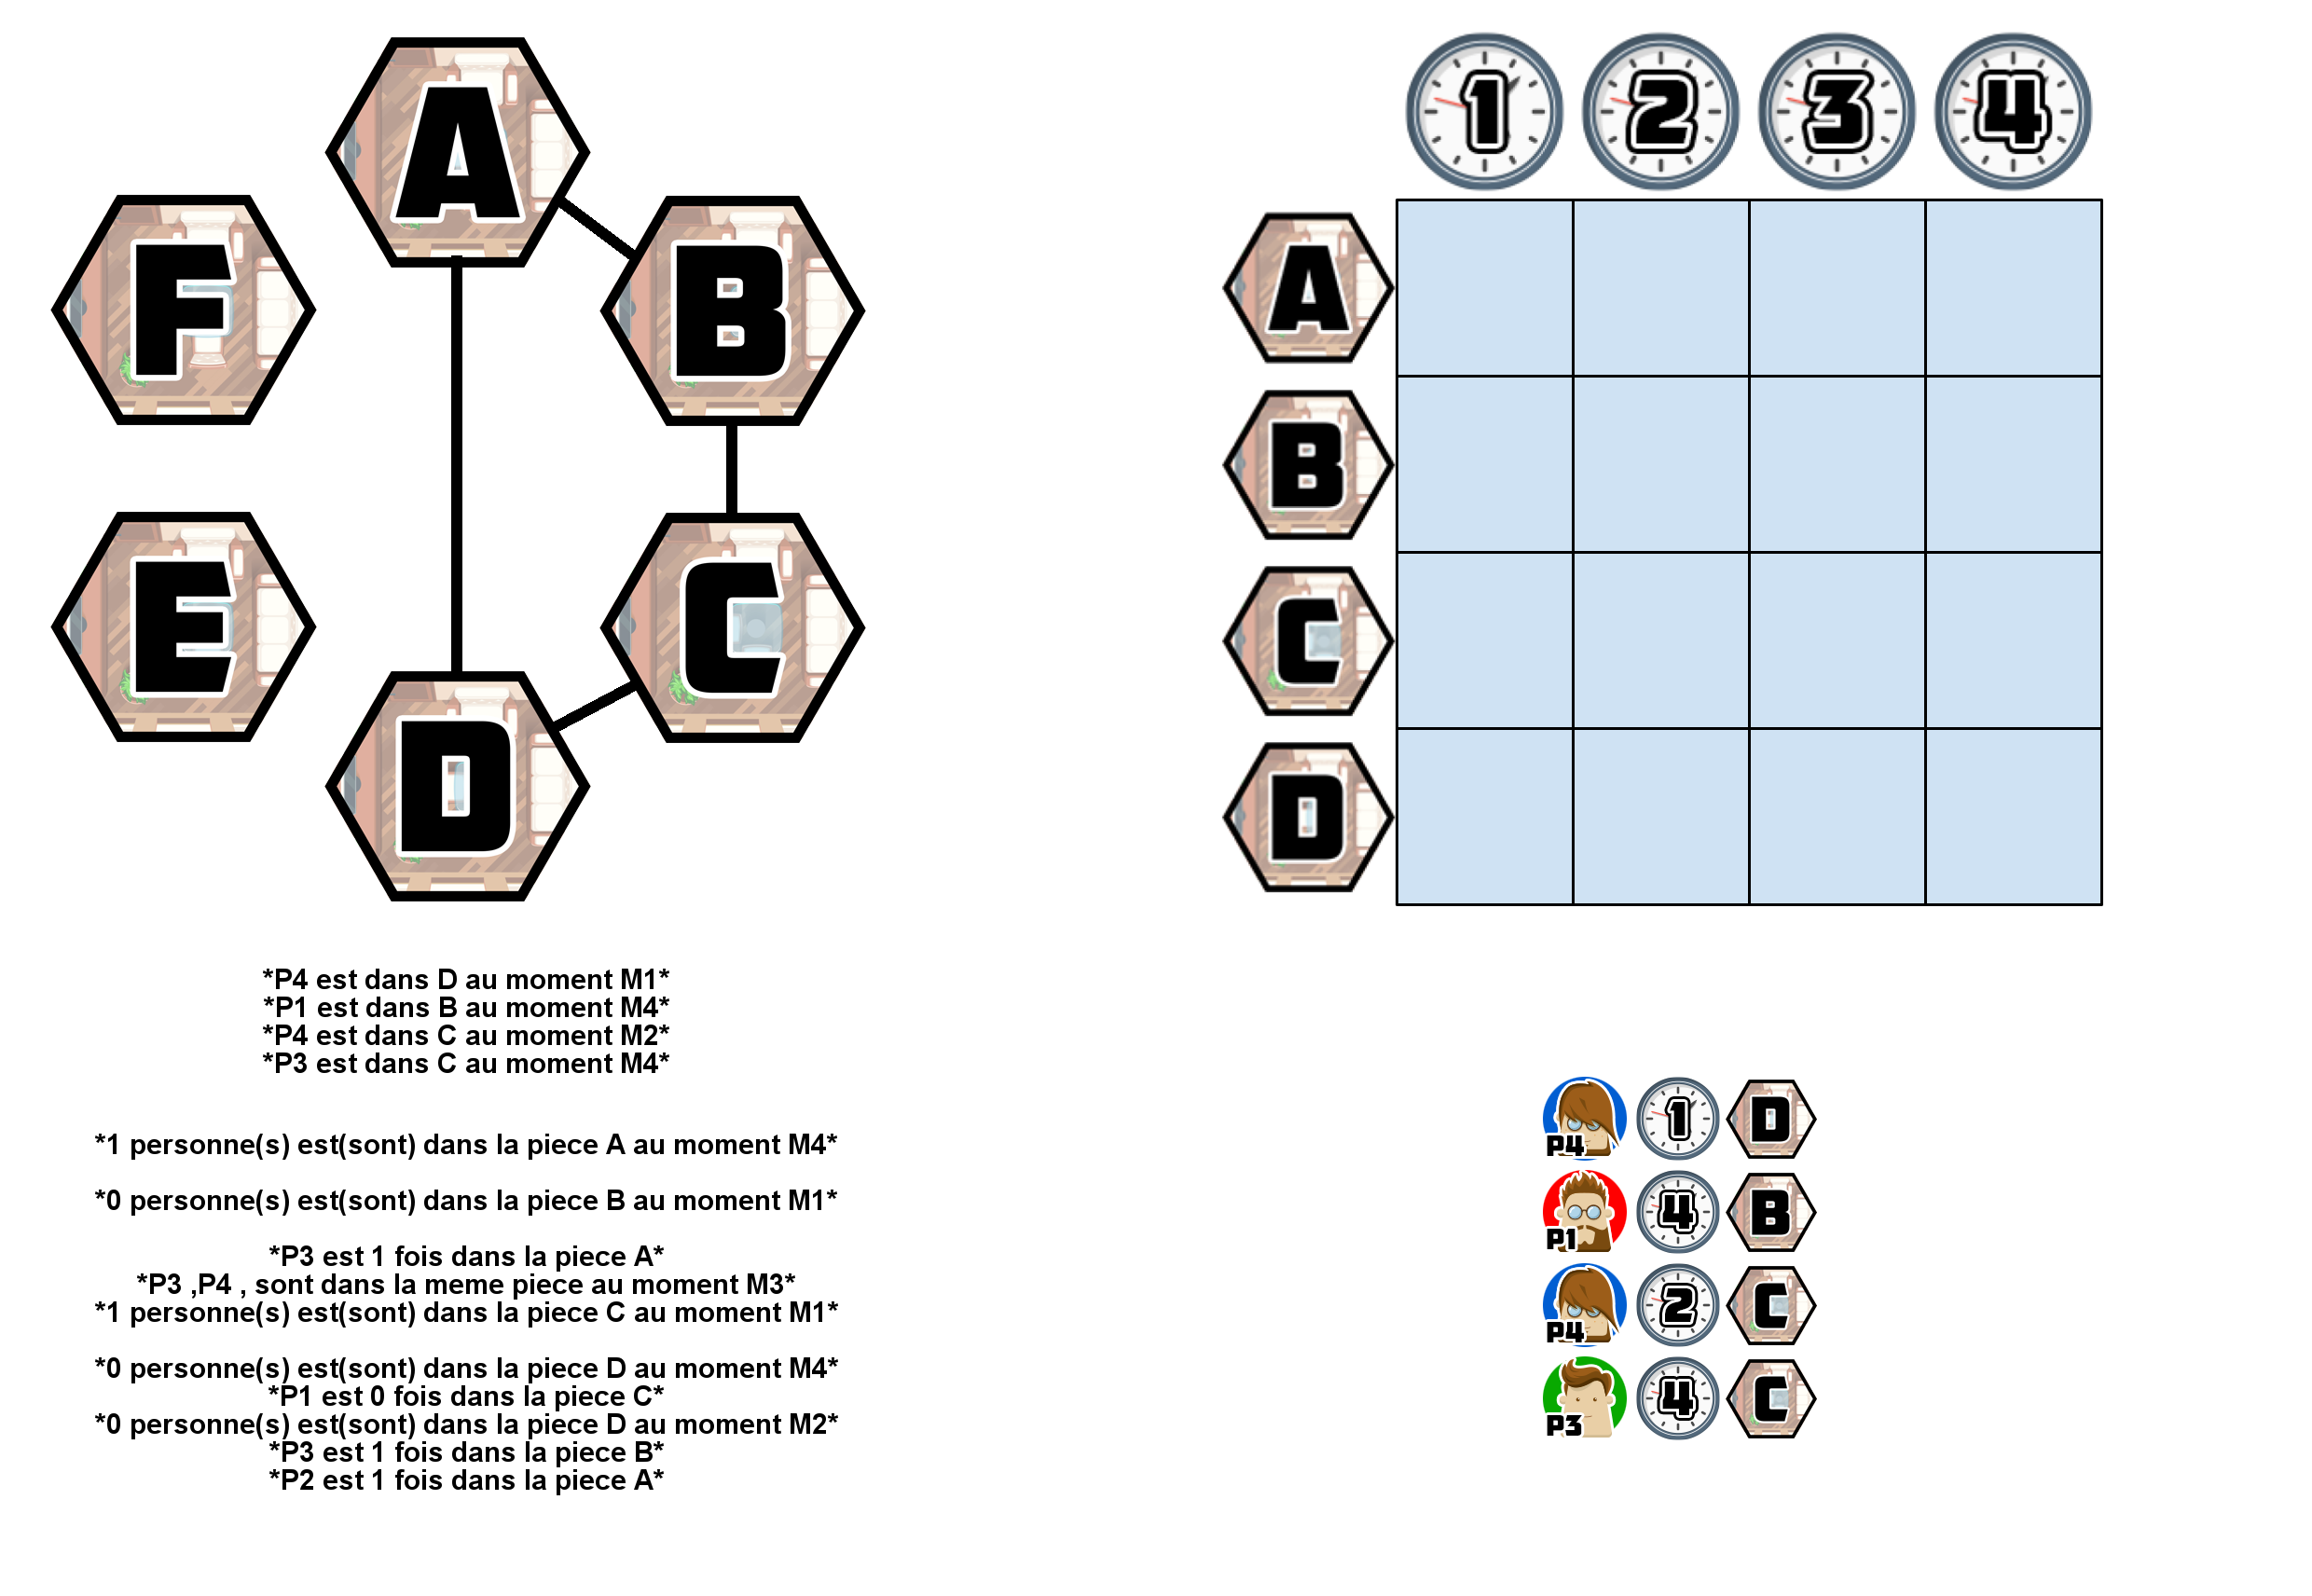 A
B
C
D
E
F
1 2 3 4
A
B
C
D
*P4 est dans D au moment M1*
*P1 est dans B au moment M4*
*P4 est dans C au moment M2*
*P3 est dans C au moment M4*
*1 personne(s) est(sont) dans la piece A au moment M4*
*0 personne(s) est(sont) dans la piece B au moment M1*
*P3 est 1 fois dans la piece A*
*P3 ,P4 , sont dans la meme piece au moment M3*
*1 personne(s) est(sont) dans la piece C au moment M1*
*0 personne(s) est(sont) dans la piece D au moment M4*
*P1 est 0 fois dans la piece C*
*0 personne(s) est(sont) dans la piece D au moment M2*
*P3 est 1 fois dans la piece B*
*P2 est 1 fois dans la piece A*
P4 1 D
P1 4 B
P4 2 C
P3 4 C